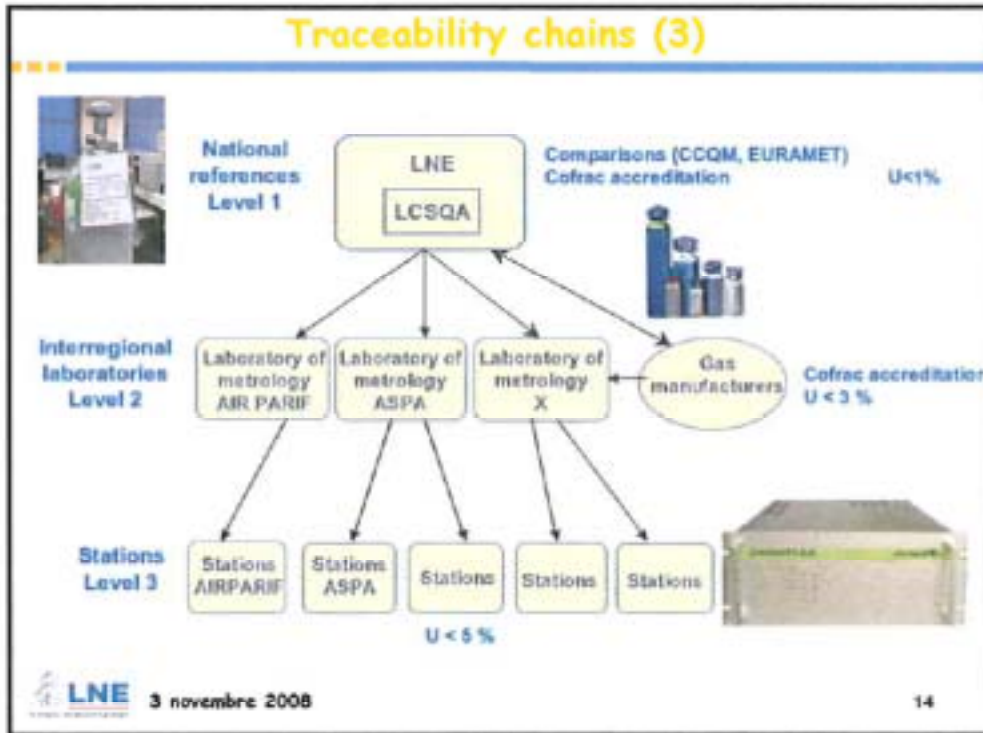 Traceability chains (3)
National
references
Level 1
LNE
LCSQA
Comparisons (CCQM, EURAMET)
Cofrac accreditation
U<1%
Interregional
laboratories
Level 2
Laboratory of
metrology
AIR PARIF
Laboratory of
metrology
ASPA
Laboratory of
metrology
X
Gas
manufacturers
Cofrac accreditation
U < 3 %
Stations
Level 3
Stations
AIRPARIF
Stations
ASPA
Stations
Stations
Stations
U < 5 %
LNE
3 novembre 2008
14